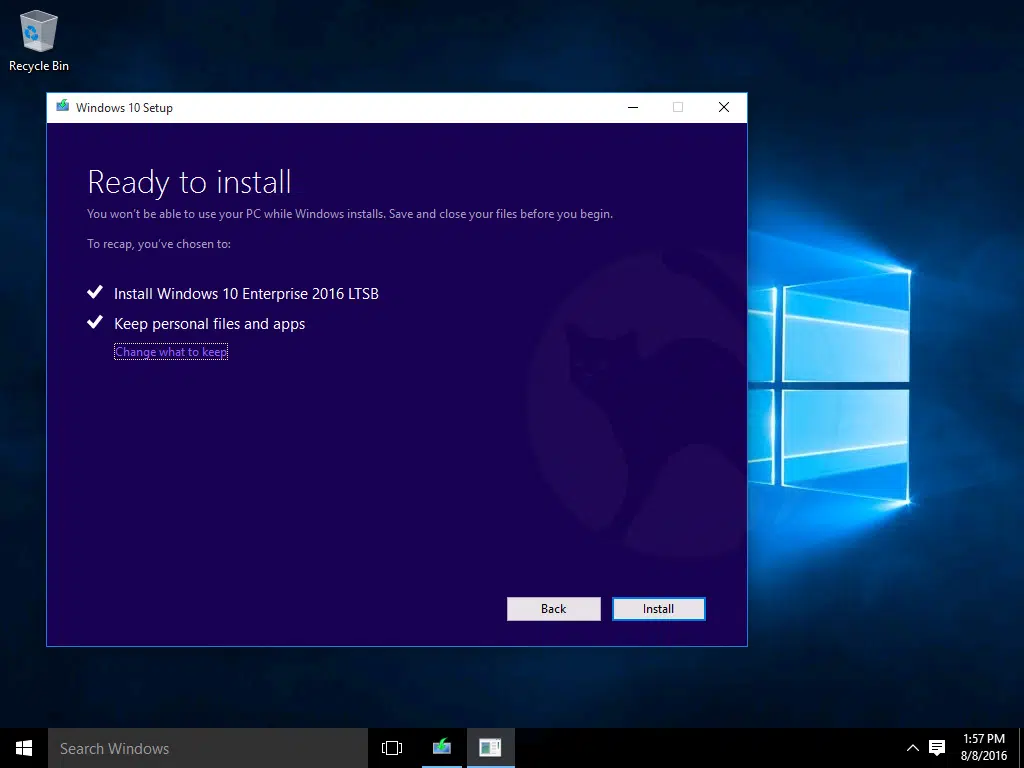 Recycle Bin
Windows 10 Setup
Ready to install
You won't be able to use your PC while Windows installs. Save and close your files before you begin.
To recap, you've chosen to:
Install Windows 10 Enterprise 2016 LTSB
Keep personal files and apps
Change what to keep
Back
Install
Search Windows
1:57 PM
8/8/2016